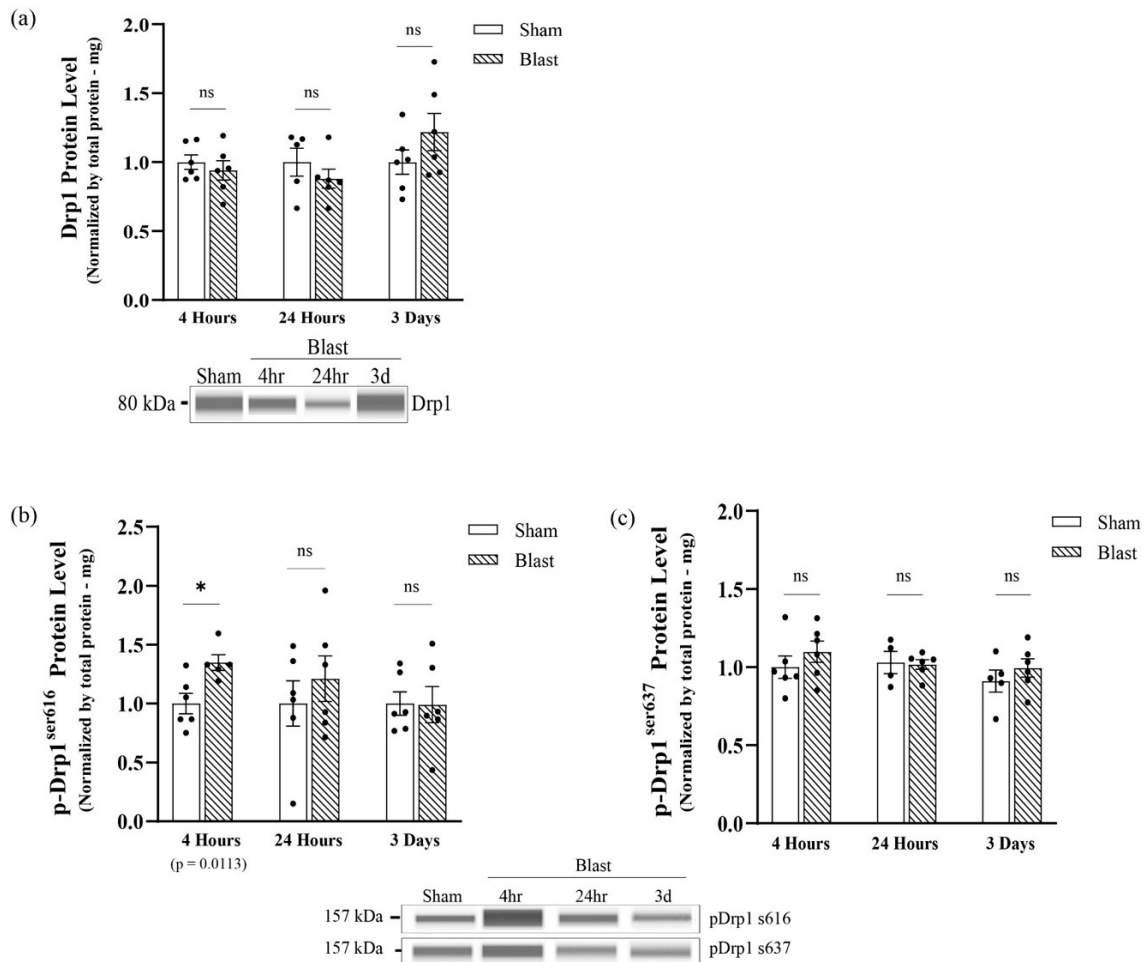 (a)
2.0
1.5
1.0
0.5
0.0
Drp1 Protein Level
(Normalized by total protein - mg)
ns
ns
ns
Sham
Blast
4 Hours
24 Hours
3 Days
Blast
Sham
4hr
24hr
3d
80 kDa
Drp1
(b)
2.5
2.0
1.5
1.0
0.5
0.0
p-Drp1ser616 Protein Level
(Normalized by total protein - mg)
*
ns
ns
Sham
Blast
4 Hours
24 Hours
3 Days
(p = 0.0113)
(c)
2.0
1.5
1.0
0.5
0.0
p-Drp1ser637 Protein Level
(Normalized by total protein - mg)
ns
ns
ns
Sham
Blast
4 Hours
24 Hours
3 Days
Blast
Sham
4hr
24hr
3d
157 kDa
pDrp1 s616
157 kDa
pDrp1 s637